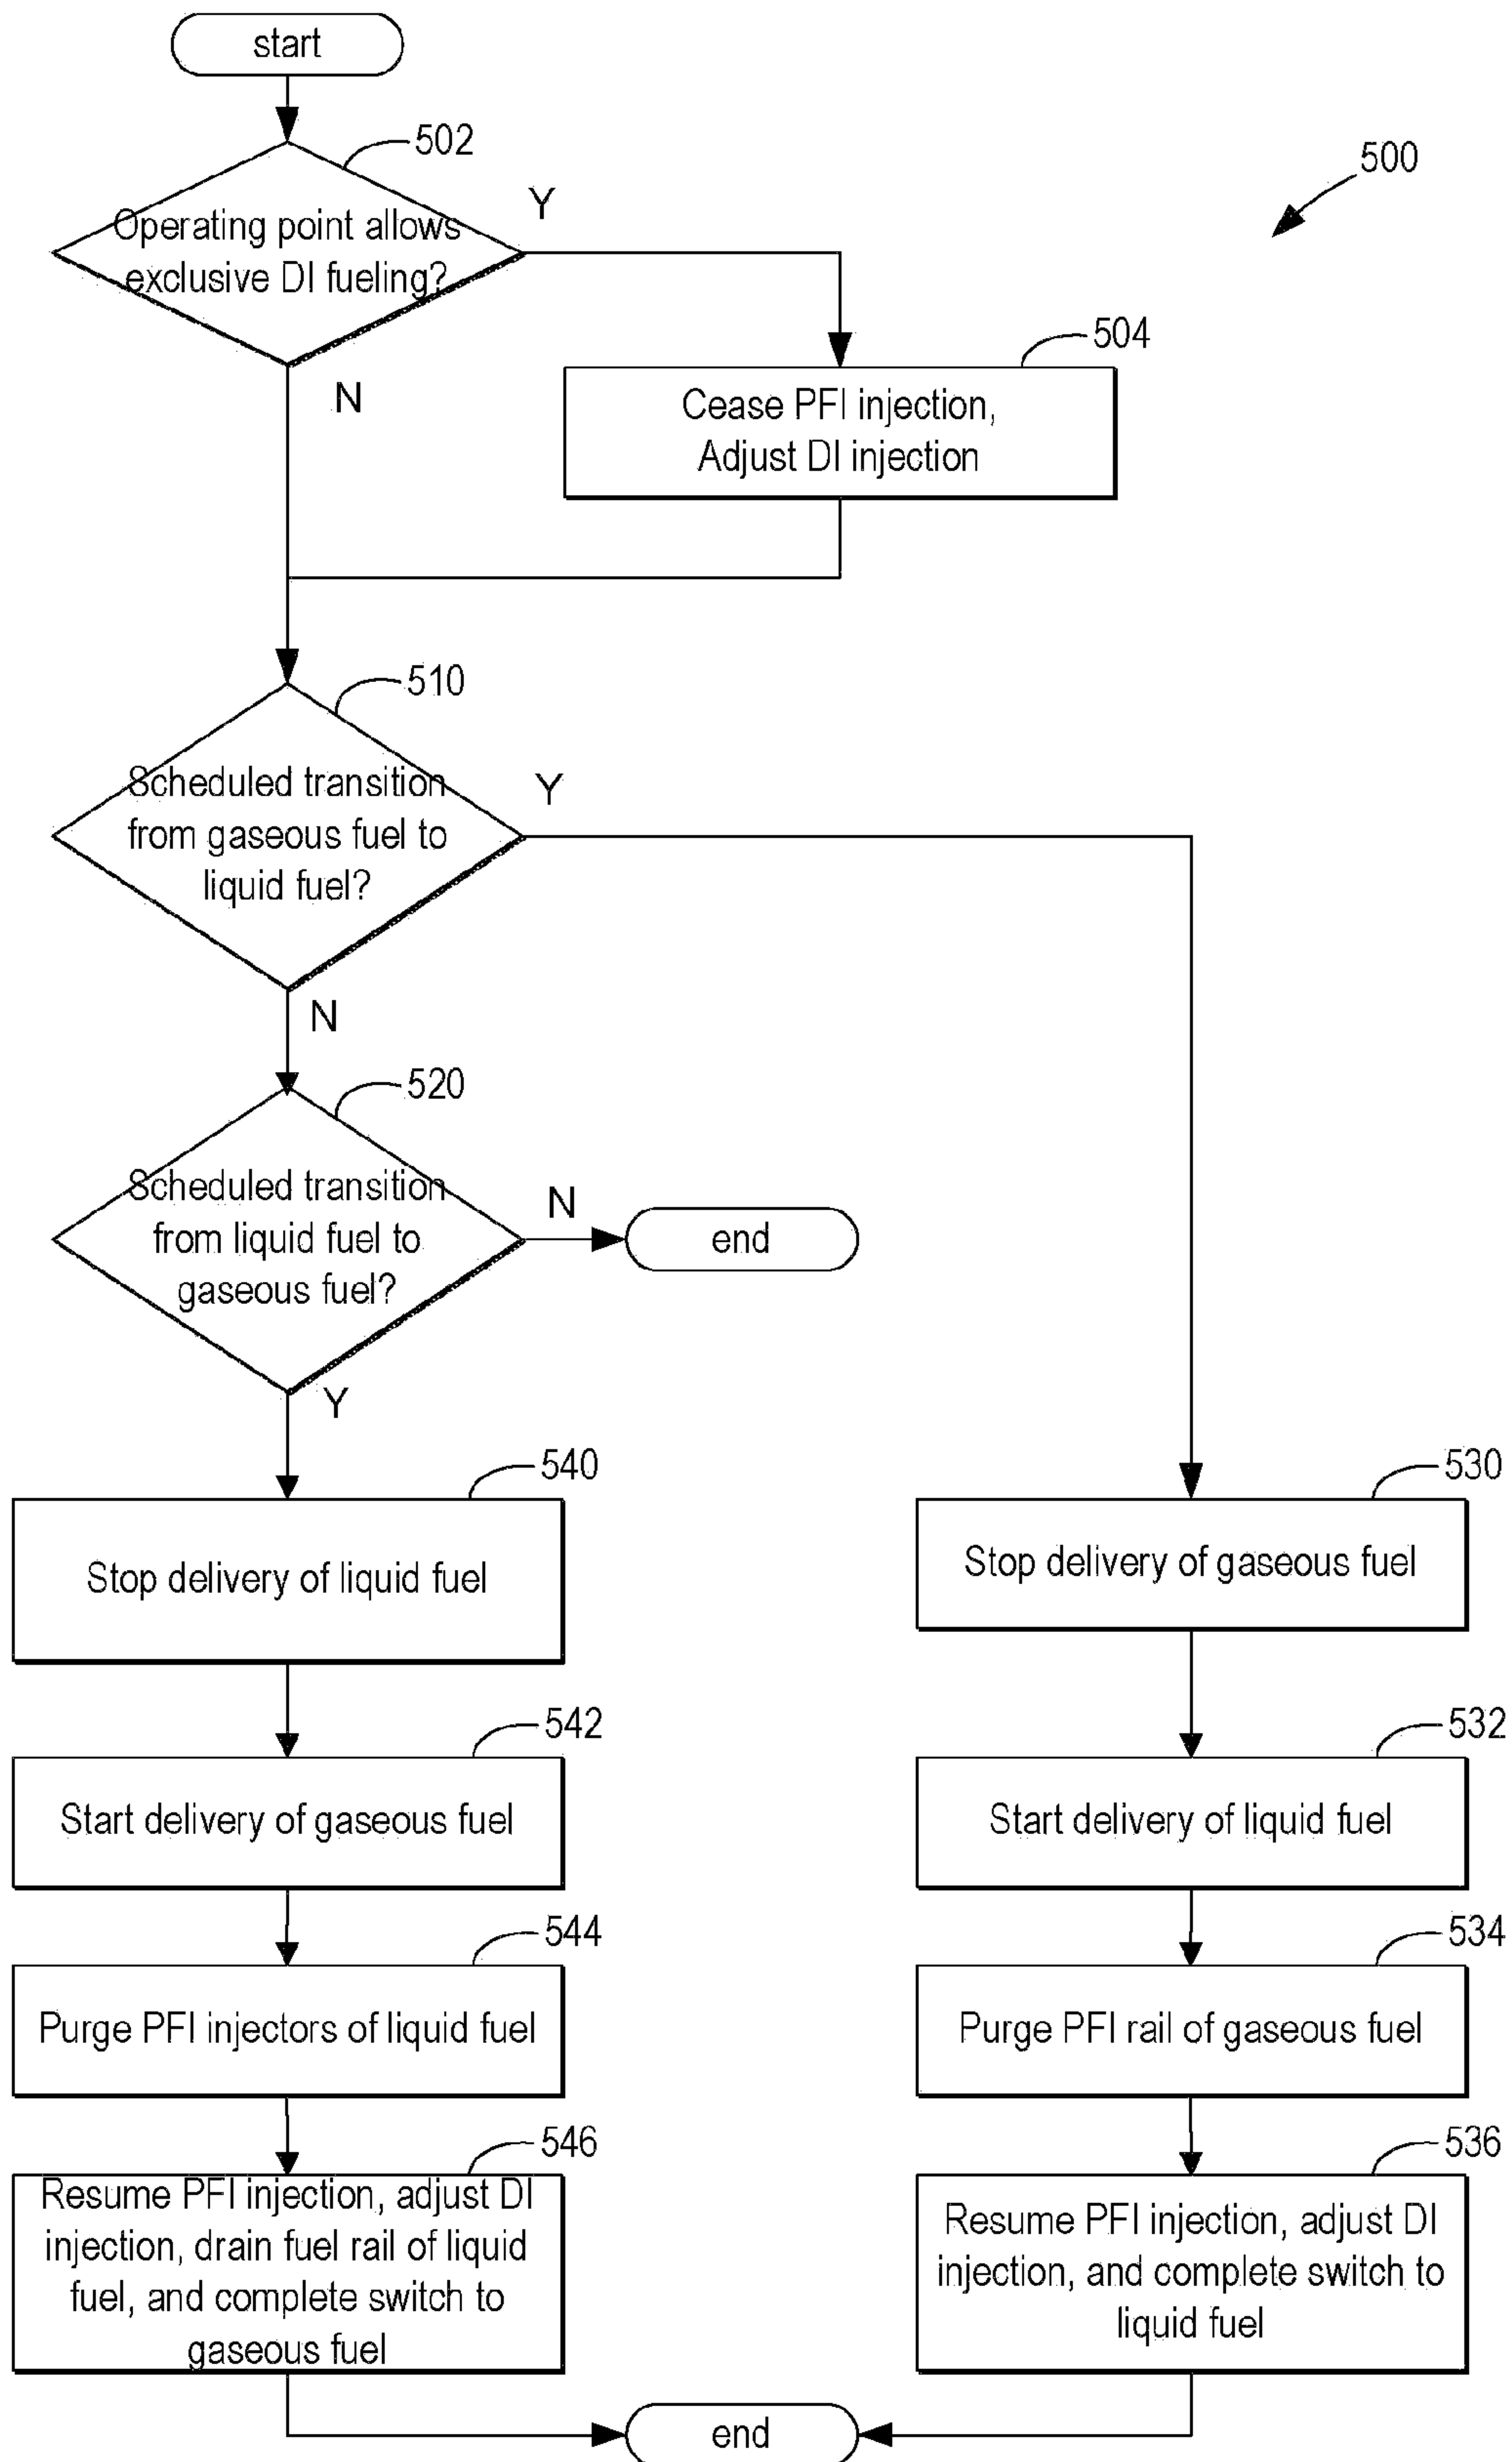 start
502
Operating point allows
exclusive DI fueling?
Y
N
500
504
Cease PFI injection,
Adjust DI injection
510
Scheduled transition
from gaseous fuel to
liquid fuel?
Y
N
520
Scheduled transition
from liquid fuel to
gaseous fuel?
N
end
Y
540
Stop delivery of liquid fuel
530
Stop delivery of gaseous fuel
542
Start delivery of gaseous fuel
532
Start delivery of liquid fuel
544
Purge PFI injectors of liquid fuel
534
Purge PFI rail of gaseous fuel
546
Resume PFI injection, adjust DI
injection, drain fuel rail of liquid
fuel, and complete switch to
gaseous fuel
536
Resume PFI injection, adjust DI
injection, and complete switch to
liquid fuel
end